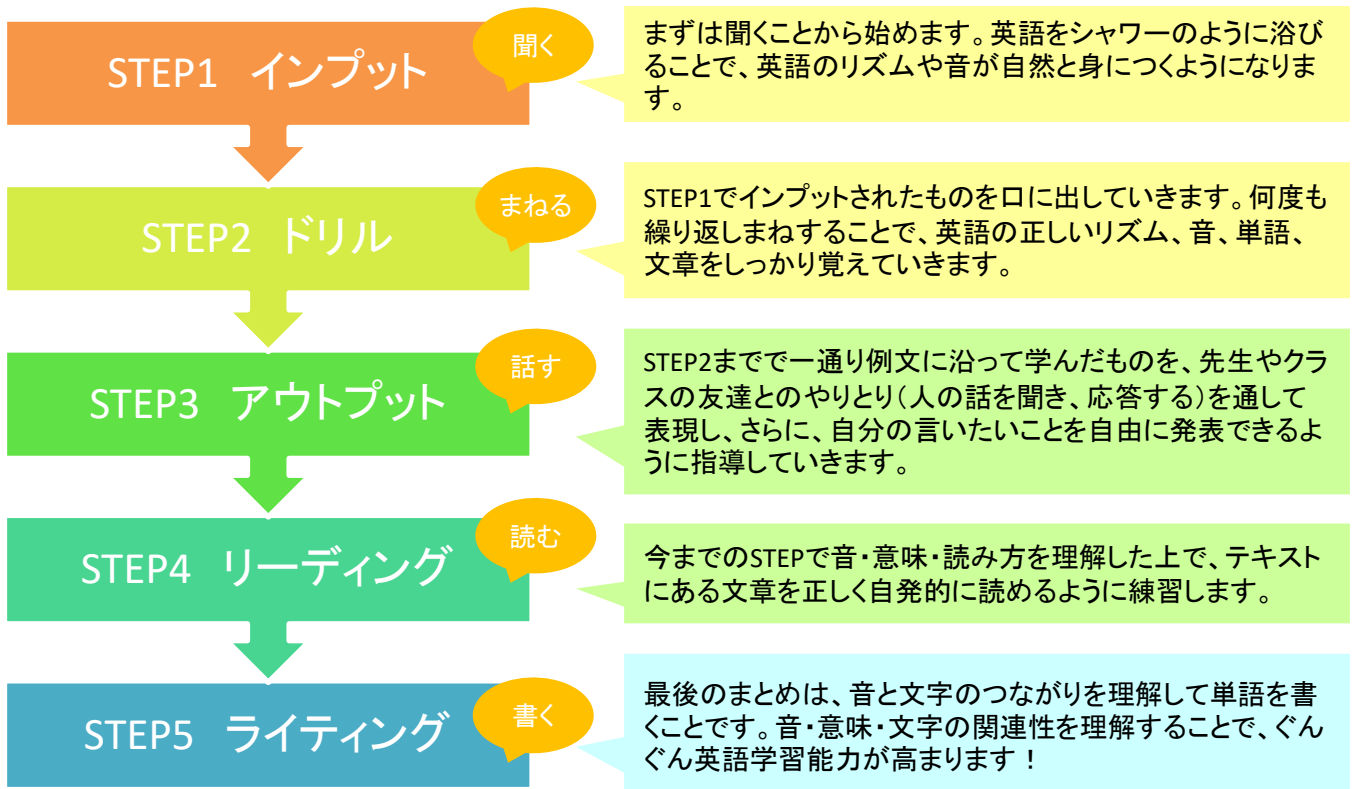 STEP1 インプット
聞く
まずは聞くことから始めます。英語をシャワーのように浴び
ることで、英語のリズムや音が自然と身につくようになりま
す。
STEP2 ドリル
まねる
STEP1でインプットされたものを口に出していきます。何度も
繰り返しまねすることで、英語の正しいリズム、音、単語、
文章をしっかり覚えていきます。
STEP3 アウトプット
話す
STEP2までで一通り例文に沿って学んだものを、先生やクラ
スの友達とのやりとり(人の話を聞き、応答する)を通して
表現し、さらに、自分の言いたいことを自由に発表できるよ
うに指導していきます。
STEP4 リーディング
読む
今までのSTEPで音・意味・読み方を理解した上で、テキスト
にある文章を正しく自発的に読めるように練習します。
STEP5 ライティング
書く
最後のまとめは、音と文字のつながりを理解して単語を書
くことです。音・意味・文字の関連性を理解することで、ぐん
ぐん英語学習能力が高まります！